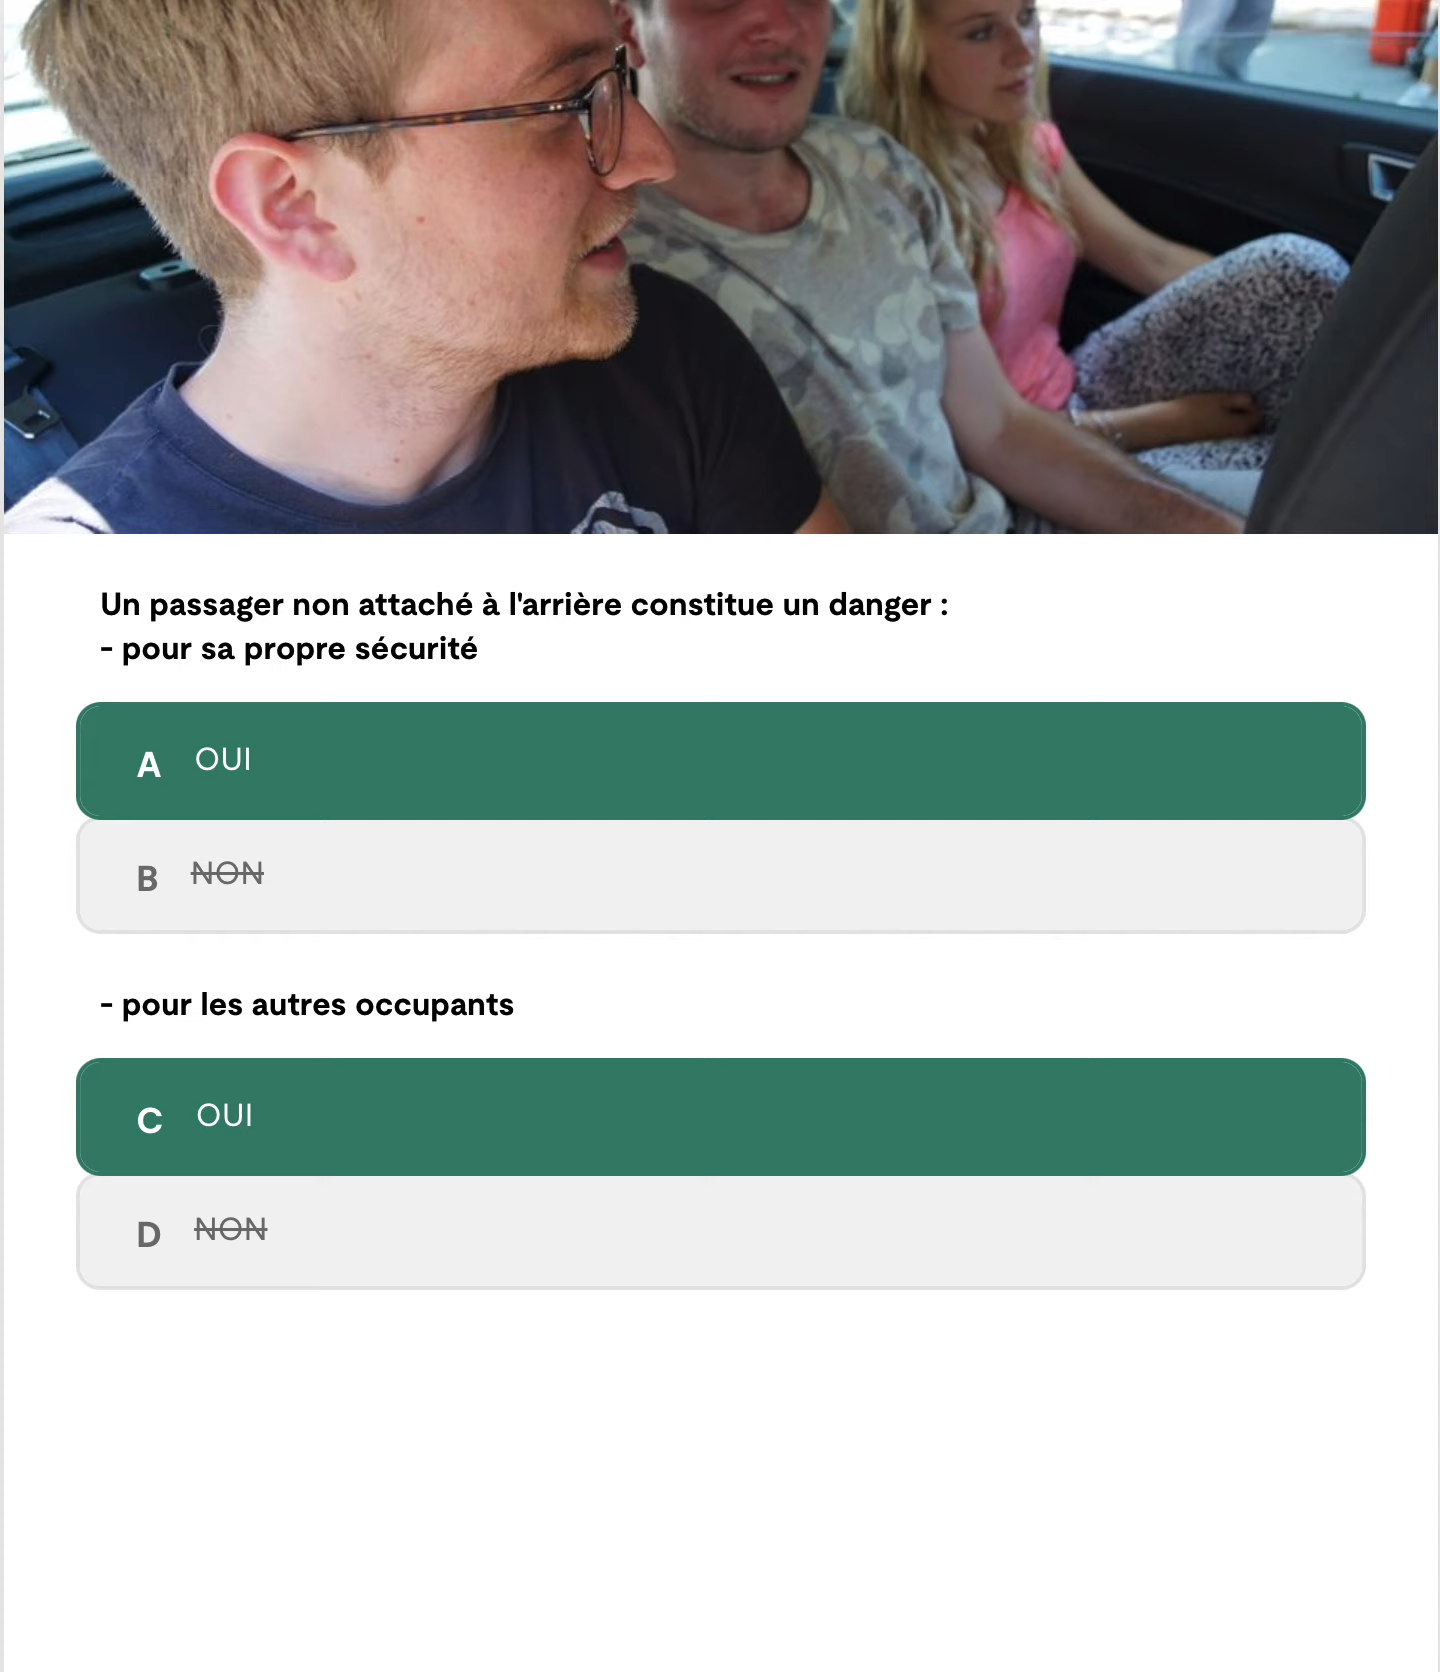 Un passager non attaché à l'arrière constitue un danger :
- pour sa propre sécurité
A OUI
B NON
- pour les autres occupants
C OUI
D NON